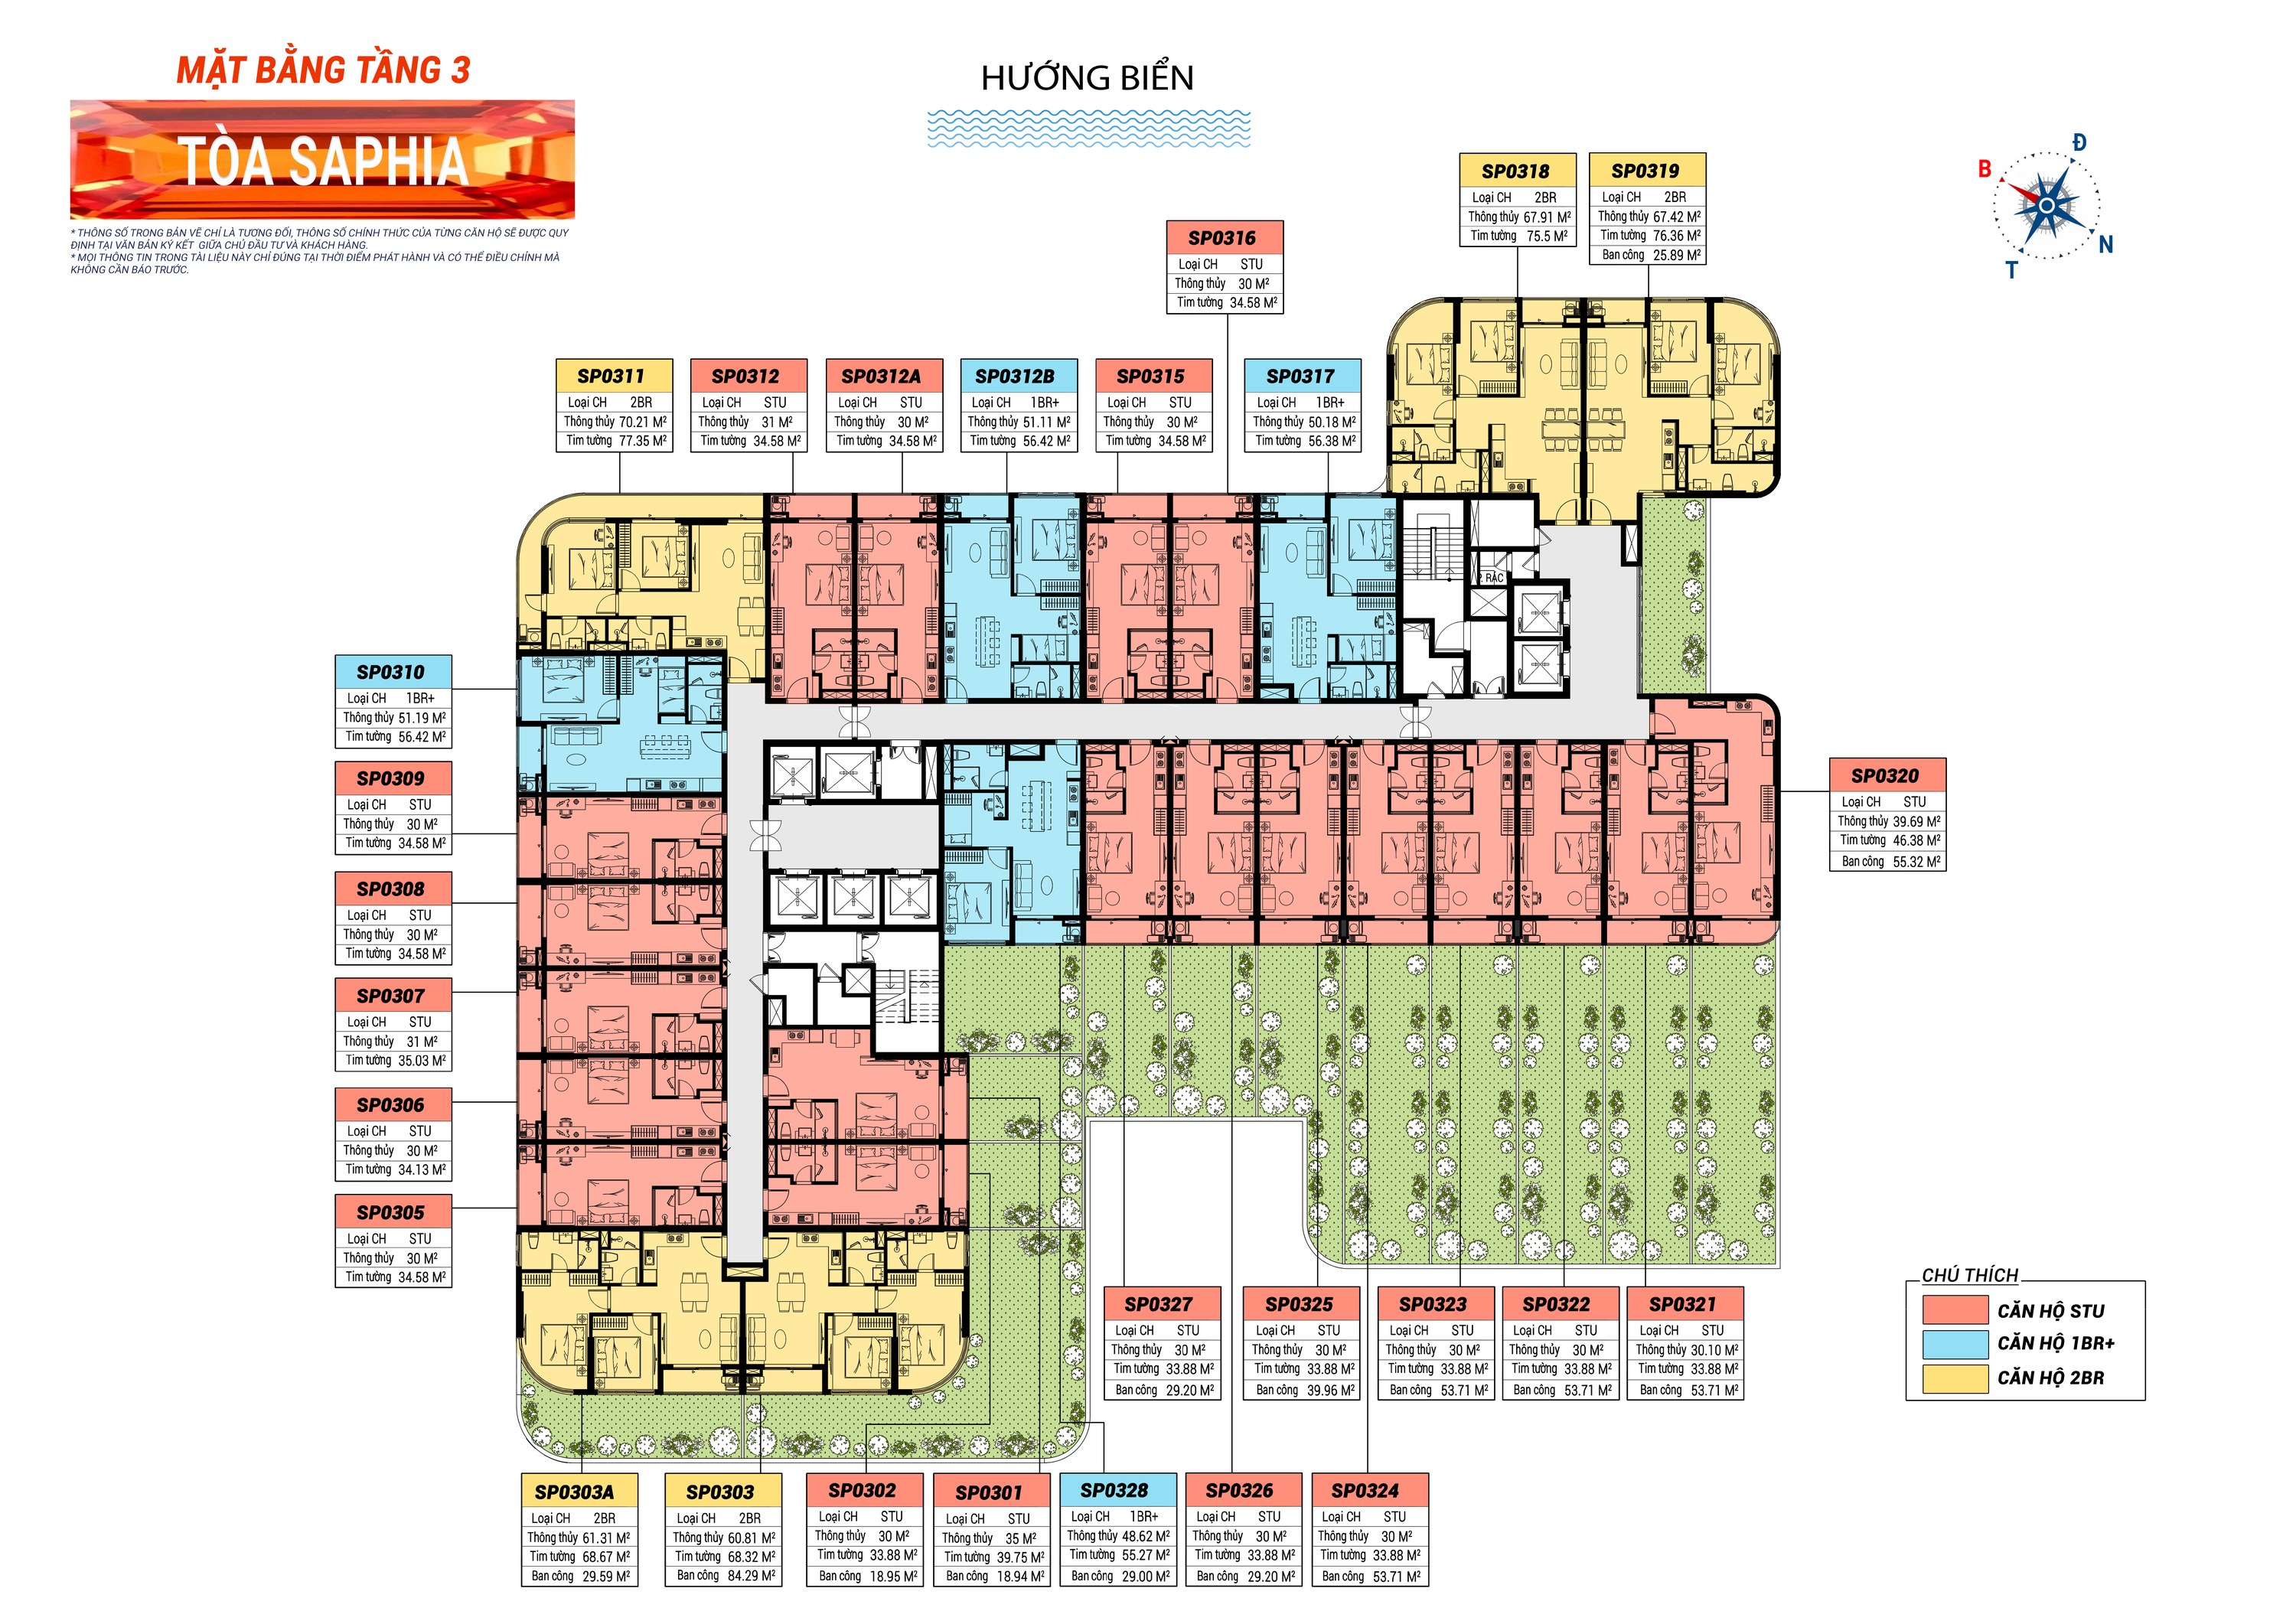 MẶT BẰNG TẦNG 3
TÒA SAPHIA
* THÔNG SỐ TRONG BẢN VẼ CHỈ LÀ TƯƠNG ĐỐI, THÔNG SỐ CHÍNH THỨC CỦA TỪNG CĂN HỘ SẼ ĐƯỢC QUY
ĐỊNH TẠI VĂN BẢN KÝ KẾT GIỮA CHỦ ĐẦU TƯ VÀ KHÁCH HÀNG.
* MỌI THÔNG TIN TRONG TÀI LIỆU NÀY CHỈ ĐÚNG TẠI THỜI ĐIỂM PHÁT HÀNH VÀ CÓ THỂ ĐIỀU CHỈNH MÀ
KHÔNG CẦN BÁO TRƯỚC.
HƯỚNG BIỂN
Đ
B
N
T
SP0318
Loại CH 2BR
Thông thủy 67.91 M²
Tim tường 75.5 M²
SP0319
Loại CH 2BR
Thông thủy 67.42 M²
Tim tường 76.36 M²
Ban công 25.89 M²
SP0316
Loại CH STU
Thông thủy 30 M²
Tim tường 34.58 M²
SP0311
Loại CH 2BR
Thông thủy 70.21 M²
Tim tường 77.35 M²
SP0312
Loại CH STU
Thông thủy 31 M²
Tim tường 34.58 M²
SP0312A
Loại CH STU
Thông thủy 30 M²
Tim tường 34.58 M²
SP0312B
Loại CH 1BR+
Thông thủy 51.11 M²
Tim tường 56.42 M²
SP0315
Loại CH STU
Thông thủy 30 M²
Tim tường 34.58 M²
SP0317
Loại CH 1BR+
Thông thủy 50.18 M²
Tim tường 56.38 M²
P. RÁC
SP0310
Loại CH 1BR+
Thông thủy 51.19 M²
Tim tường 56.42 M²
SP0309
Loại CH STU
Thông thủy 30 M²
Tim tường 34.58 M²
SP0308
Loại CH STU
Thông thủy 30 M²
Tim tường 34.58 M²
SP0307
Loại CH STU
Thông thủy 31 M²
Tim tường 35.03 M²
SP0306
Loại CH STU
Thông thủy 30 M²
Tim tường 34.13 M²
SP0305
Loại CH STU
Thông thủy 30 M²
Tim tường 34.58 M²
SP0320
Loại CH STU
Thông thủy 39.69 M²
Tim tường 46.38 M²
Ban công 55.32 M²
SP0327
Loại CH STU
Thông thủy 30 M²
Tim tường 33.88 M²
Ban công 29.20 M²
SP0325
Loại CH STU
Thông thủy 30 M²
Tim tường 33.88 M²
Ban công 39.96 M²
SP0323
Loại CH STU
Thông thủy 30 M²
Tim tường 33.88 M²
Ban công 53.71 M²
SP0322
Loại CH STU
Thông thủy 30 M²
Tim tường 33.88 M²
Ban công 53.71 M²
SP0321
Loại CH STU
Thông thủy 30.10 M²
Tim tường 33.88 M²
Ban công 53.71 M²
CHÚ THÍCH
CĂN HỘ STU
CĂN HỘ 1BR+
CĂN HỘ 2BR
SP0303A
Loại CH 2BR
Thông thủy 61.31 M²
Tim tường 68.67 M²
Ban công 29.59 M²
SP0303
Loại CH 2BR
Thông thủy 60.81 M²
Tim tường 68.32 M²
Ban công 84.29 M²
SP0302
Loại CH STU
Thông thủy 30 M²
Tim tường 33.88 M²
Ban công 18.95 M²
SP0301
Loại CH STU
Thông thủy 35 M²
Tim tường 39.75 M²
Ban công 18.94 M²
SP0328
Loại CH 1BR+
Thông thủy 48.62 M²
Tim tường 55.27 M²
Ban công 29.00 M²
SP0326
Loại CH STU
Thông thủy 30 M²
Tim tường 33.88 M²
Ban công 29.20 M²
SP0324
Loại CH STU
Thông thủy 30 M²
Tim tường 33.88 M²
Ban công 53.71 M²